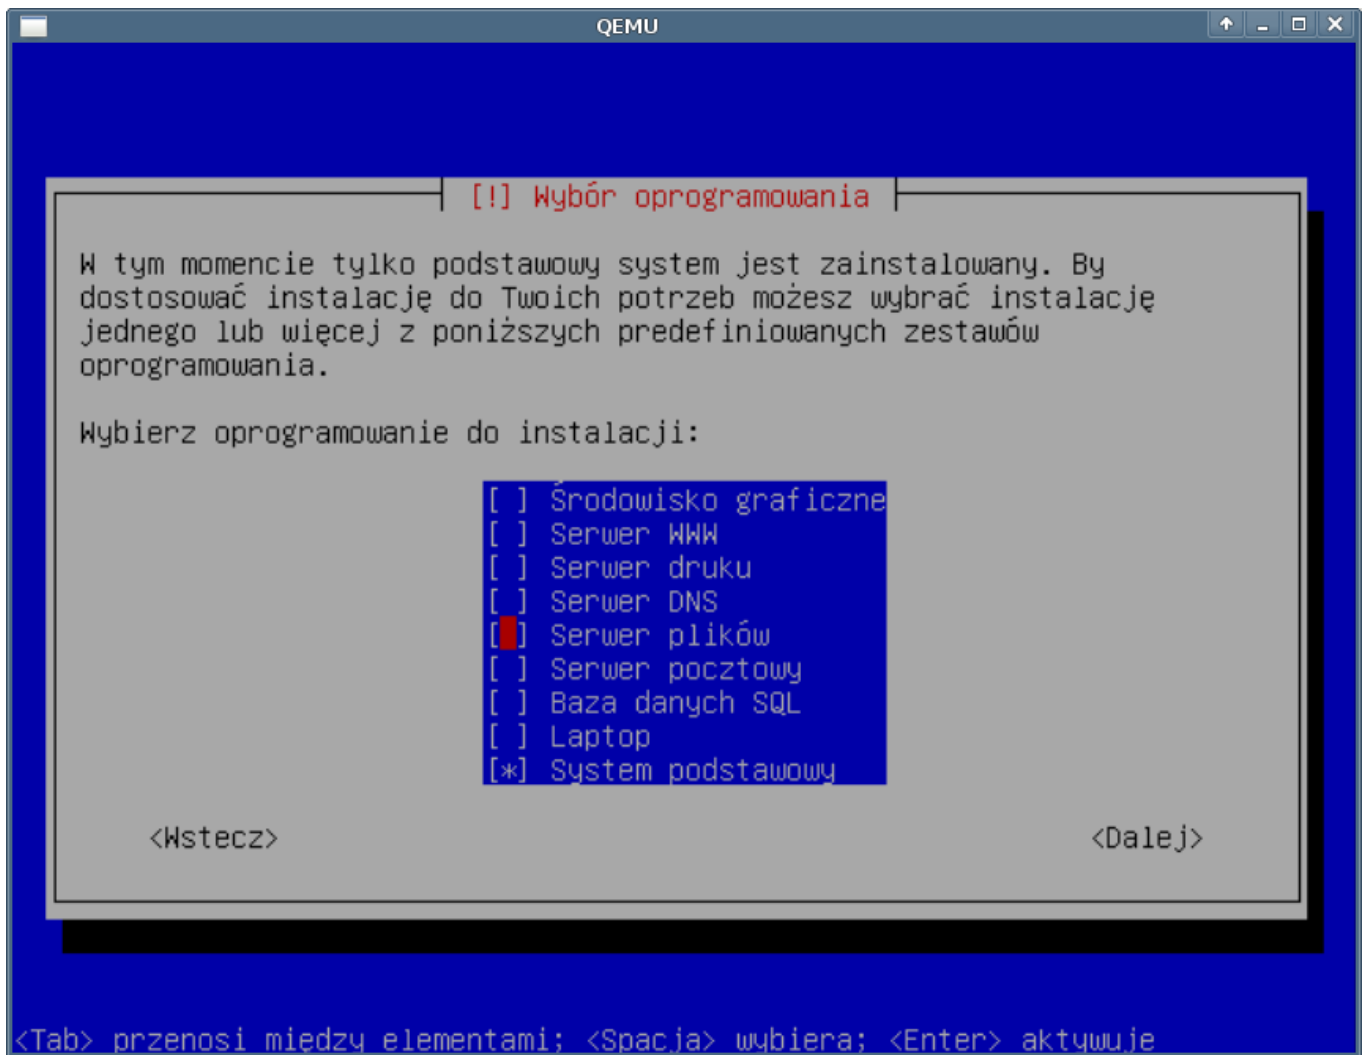 QEMU
[!] Wybór oprogramowania
W tym momencie tylko podstawowy system jest zainstalowany. By
dostosować instalację do Twoich potrzeb możesz wybrać instalację
jednego lub więcej z poniższych predefiniowanych zestawów
oprogramowania.
Wybierz oprogramowanie do instalacji:
[ ] Środowisko graficzne
[ ] Serwer WWW
[ ] Serwer druku
[ ] Serwer DNS
[ ] Serwer plików
[ ] Serwer pocztowy
[ ] Baza danych SQL
[ ] Laptop
[*] System podstawowy
<Wstecz> <Dalej>
<Tab> przenosi między elementami; <Spacja> wybiera; <Enter> aktywuje